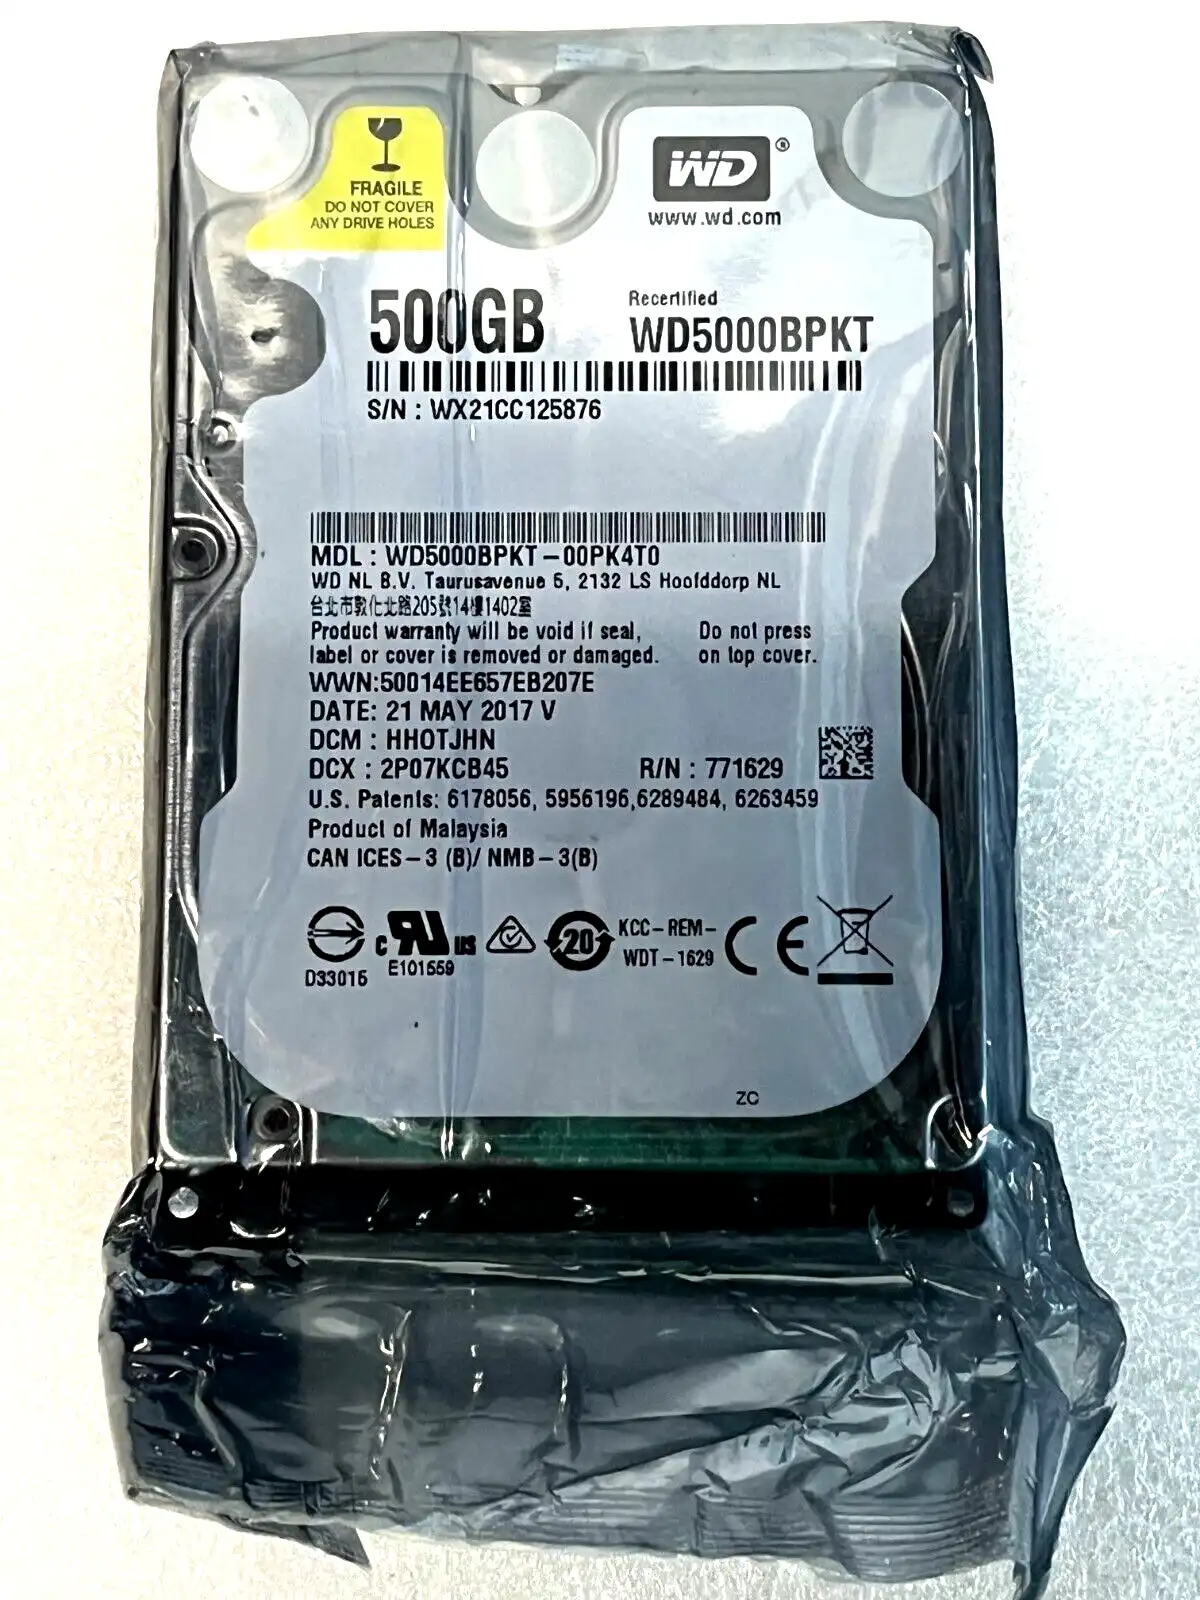 FRAGILE
DO NOT COVER
ANY DRIVE HOLES
WD®
www.wd.com
500GB
Recertified
WD5000BPKT
S/N : WX21CC125876
MDL : WD5000BPKT-00PK4T0
WD NL B.V. Taurusavenue 5, 2132 LS Hoofddorp NL
台北市敦化北路205號14樓1402室
Product warranty will be void if seal, Do not press
label or cover is removed or damaged. on top cover.
WWN:50014EE657EB207E
DATE: 21 MAY 2017 V
DCM : HHOTJHN
DCX : 2P07KCB45 R/N : 771629
U.S. Patents: 6178056, 5956196,6289484, 6263459
Product of Malaysia
CAN ICES-3 (B)/ NMB-3(B)
D33015
c RU us
E101559
20
KCC-REM-
WDT-1629
CE
ZC